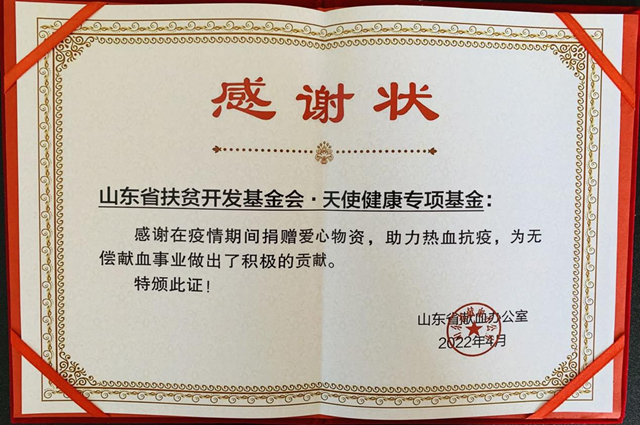 感谢状
山东省扶贫开发基金会·天使健康专项基金：
感谢在疫情期间捐赠爱心物资，助力热血抗疫，为无
偿献血事业做出了积极的贡献。
特颁此证！
山东省献血办公室
2022年4月